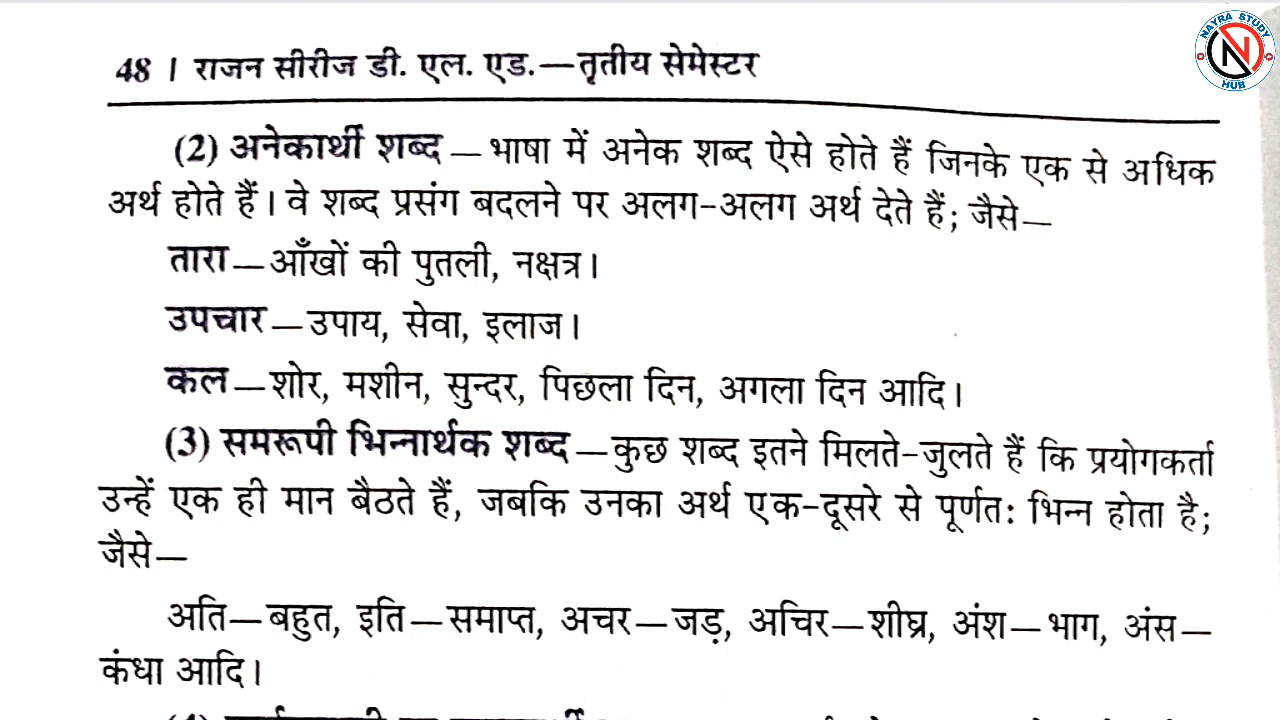 48 । राजन सीरीज डी. एल. एड.—तृतीय सेमेस्टर
NAYRA STUDY
N
HUB
(2) अनेकार्थी शब्द—भाषा में अनेक शब्द ऐसे होते हैं जिनके एक से अधिक
अर्थ होते हैं। वे शब्द प्रसंग बदलने पर अलग-अलग अर्थ देते हैं; जैसे—
तारा—आँखों की पुतली, नक्षत्र।
उपचार—उपाय, सेवा, इलाज।
कल—शोर, मशीन, सुन्दर, पिछला दिन, अगला दिन आदि।
(3) समरूपी भिन्नार्थक शब्द—कुछ शब्द इतने मिलते-जुलते हैं कि प्रयोगकर्ता
उन्हें एक ही मान बैठते हैं, जबकि उनका अर्थ एक-दूसरे से पूर्णतः भिन्न होता है;
जैसे—
अति—बहुत, इति—समाप्त, अचर—जड़, अचिर—शीघ्र, अंश—भाग, अंस—
कंधा आदि।